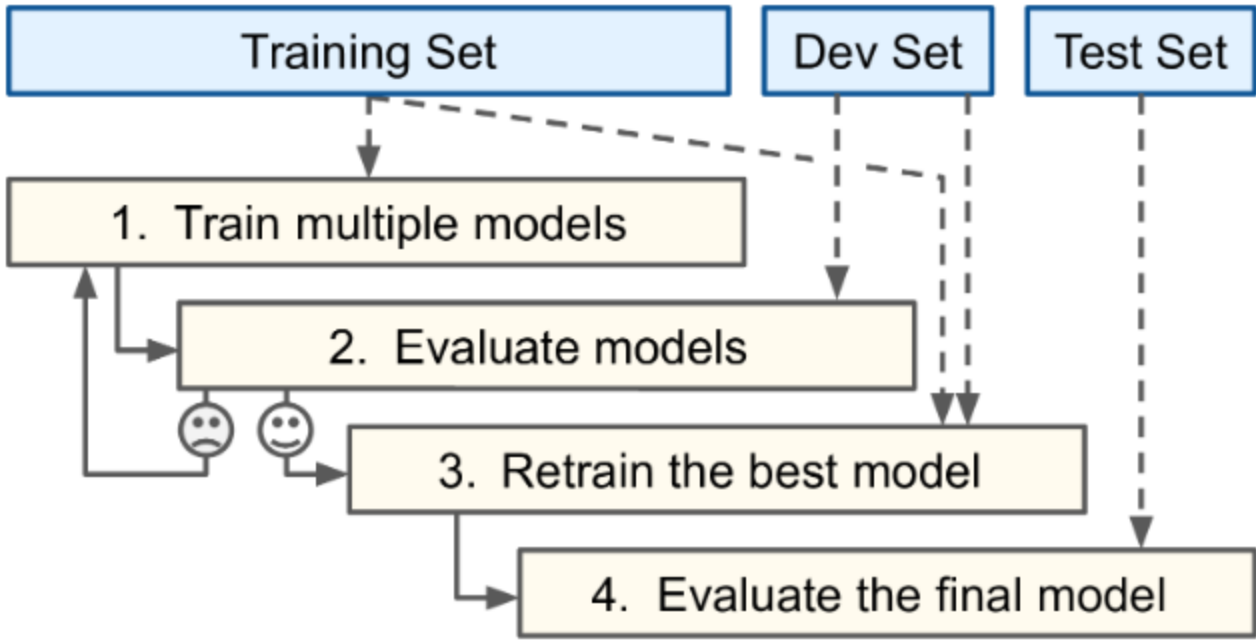 Training Set
Dev Set
Test Set
1. Train multiple models
2. Evaluate models
3. Retrain the best model
4. Evaluate the final model